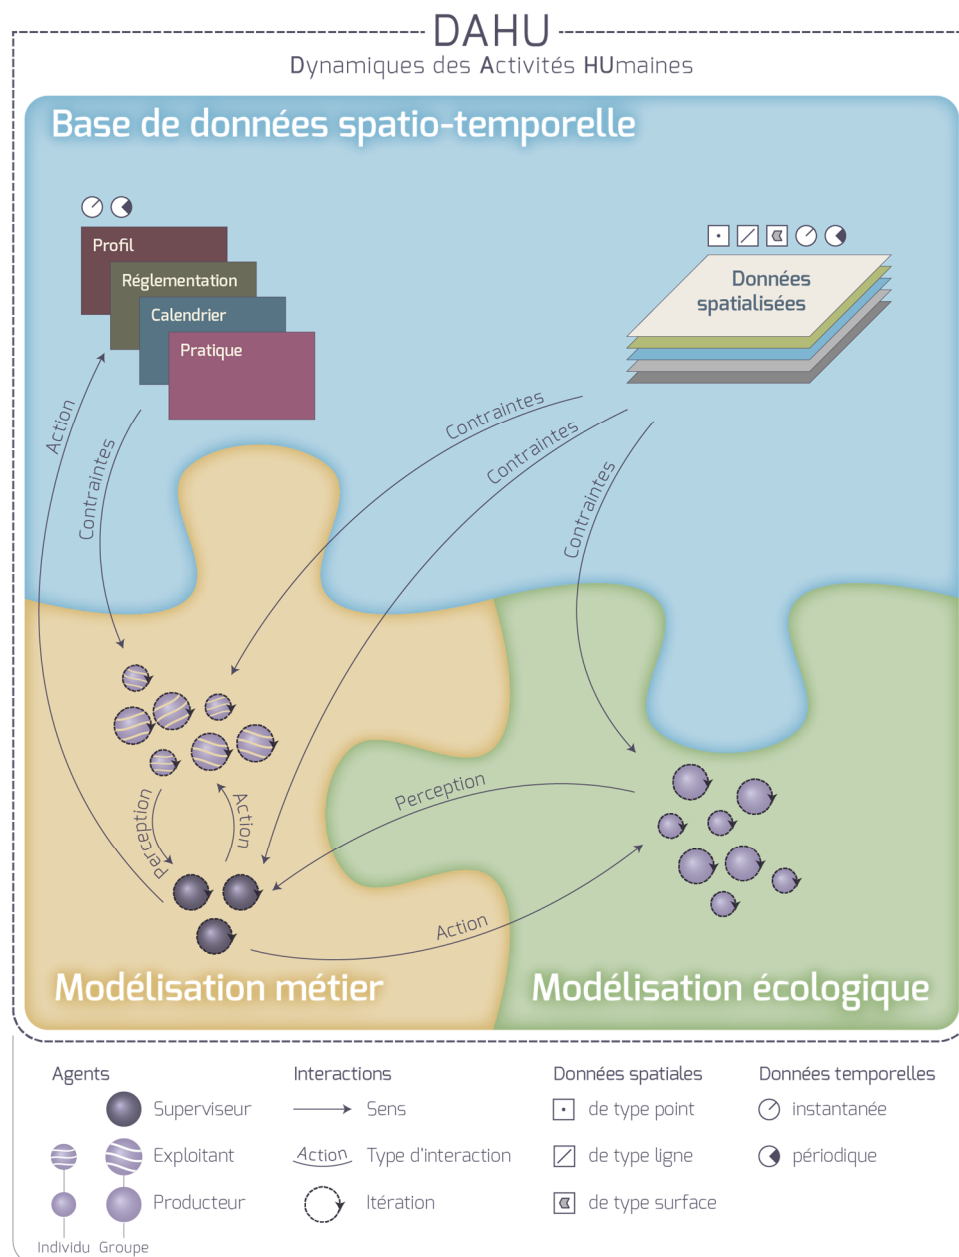 DAHU
Dynamiques des Activités HUmaines
Base de données spatio-temporelle
Profil
Réglementation
Calendrier
Pratique
Données
spatialisées
Action
Contraintes
Contraintes
Contraintes
Contraintes
Perception
Action
Perception
Action
Modélisation métier
Modélisation écologique
Agents
Superviseur
Exploitant
Producteur
Individu Groupe
Interactions
Sens
Action
Type d'interaction
Itération
Données spatiales
de type point
de type ligne
de type surface
Données temporelles
instantanée
périodique